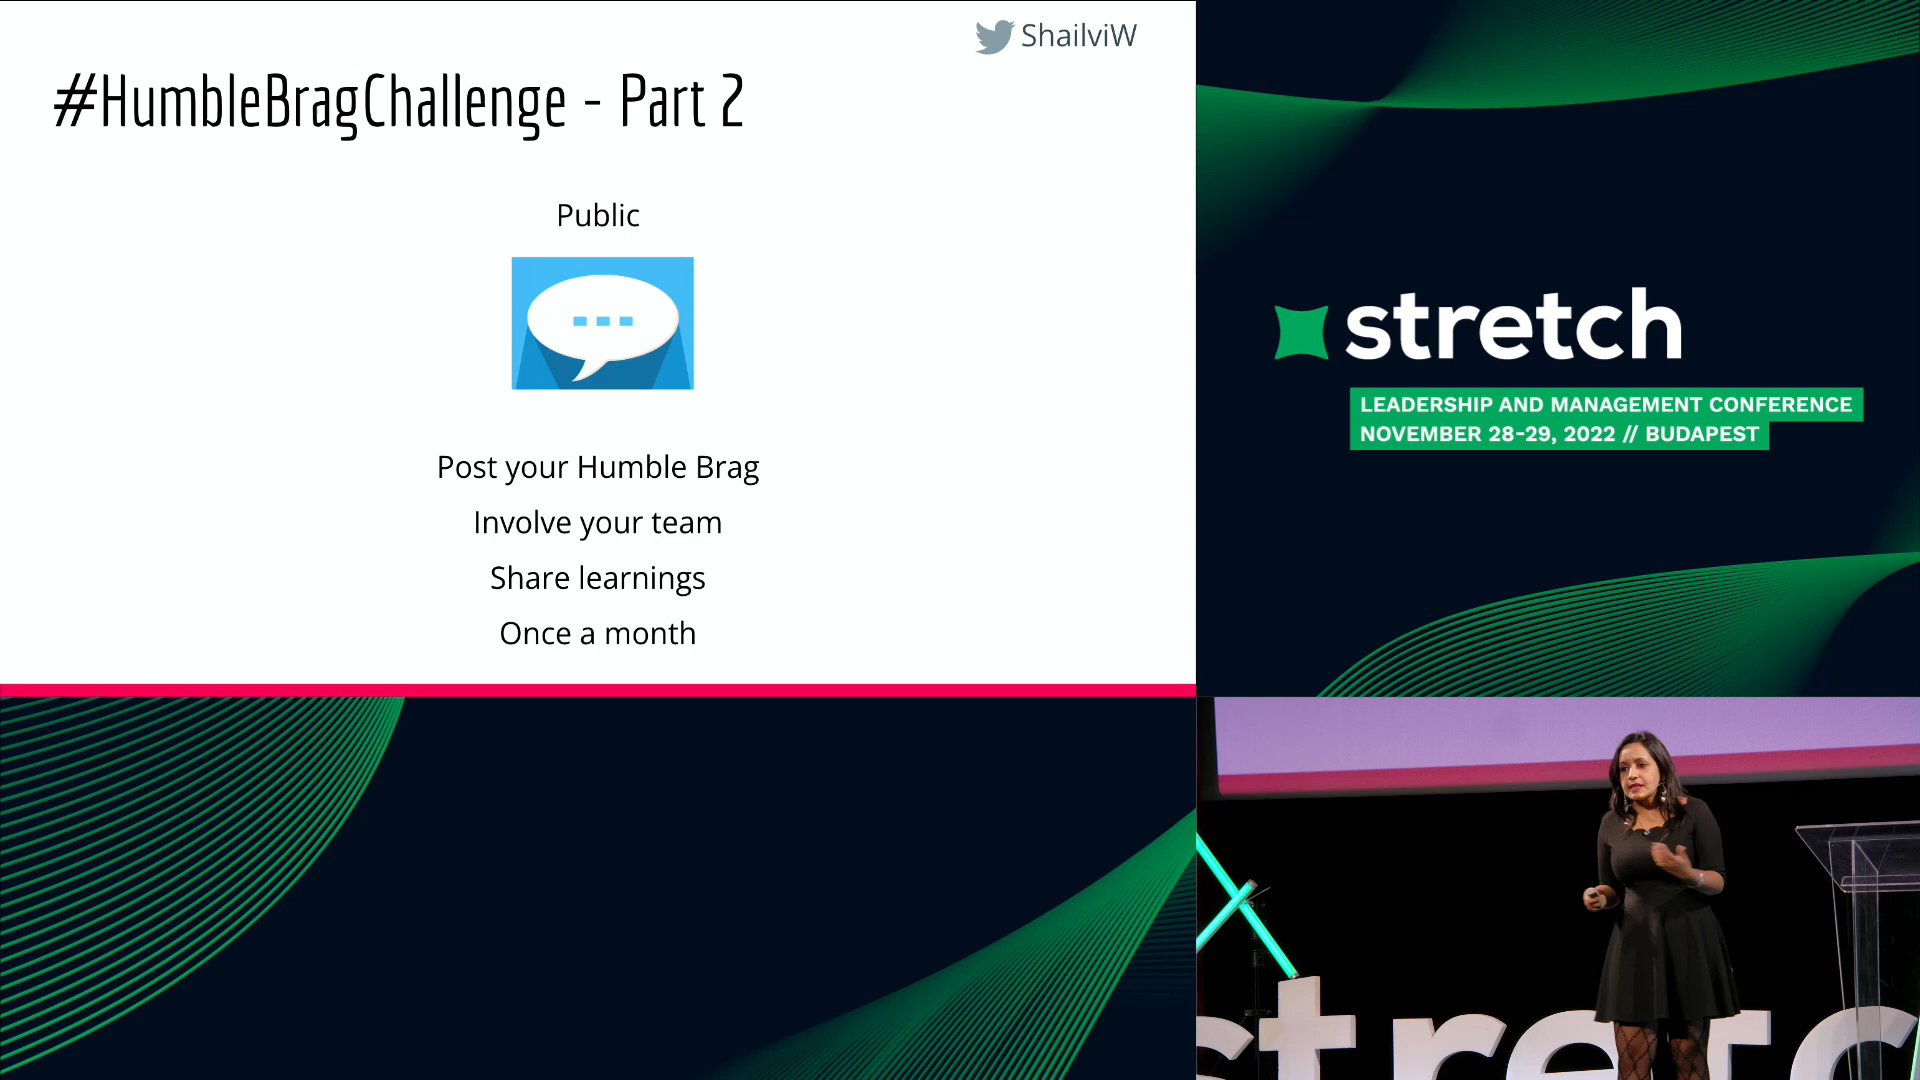 ShailviW
#HumbleBragChallenge - Part 2
Public
Post your Humble Brag
Involve your team
Share learnings
Once a month
stretch
LEADERSHIP AND MANAGEMENT CONFERENCE
NOVEMBER 28-29, 2022 // BUDAPEST
stretc